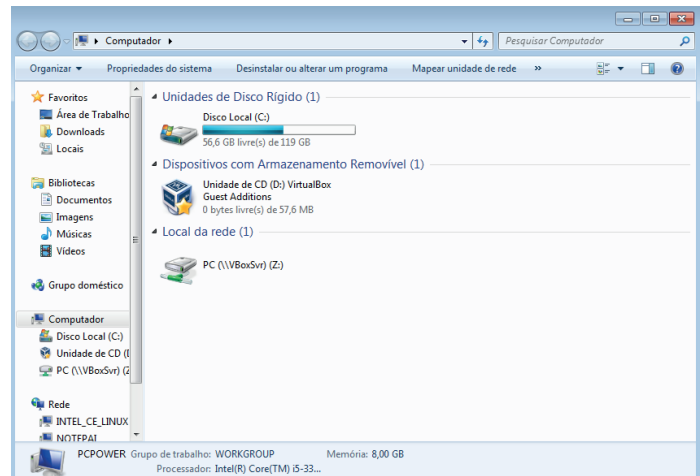 Computador
Pesquisar Computador
Organizar
Propriedades do sistema
Desinstalar ou alterar um programa
Mapear unidade de rede
»
Favoritos
Área de Trabalho
Downloads
Locais
Bibliotecas
Documentos
Imagens
Músicas
Vídeos
Grupo doméstico
Computador
Disco Local (C:)
Unidade de CD (D
PC (\\VBoxSvr) (Z
Rede
INTEL_CE_LINUX
NOTEPAI
Unidades de Disco Rígido (1)
Disco Local (C:)
56,6 GB livre(s) de 119 GB
Dispositivos com Armazenamento Removível (1)
Unidade de CD (D:) VirtualBox
Guest Additions
0 bytes livre(s) de 57,6 MB
Local da rede (1)
PC (\\VBoxSvr) (Z:)
PCPOWER Grupo de trabalho: WORKGROUP Memória: 8,00 GB
Processador: Intel(R) Core(TM) i5-33...